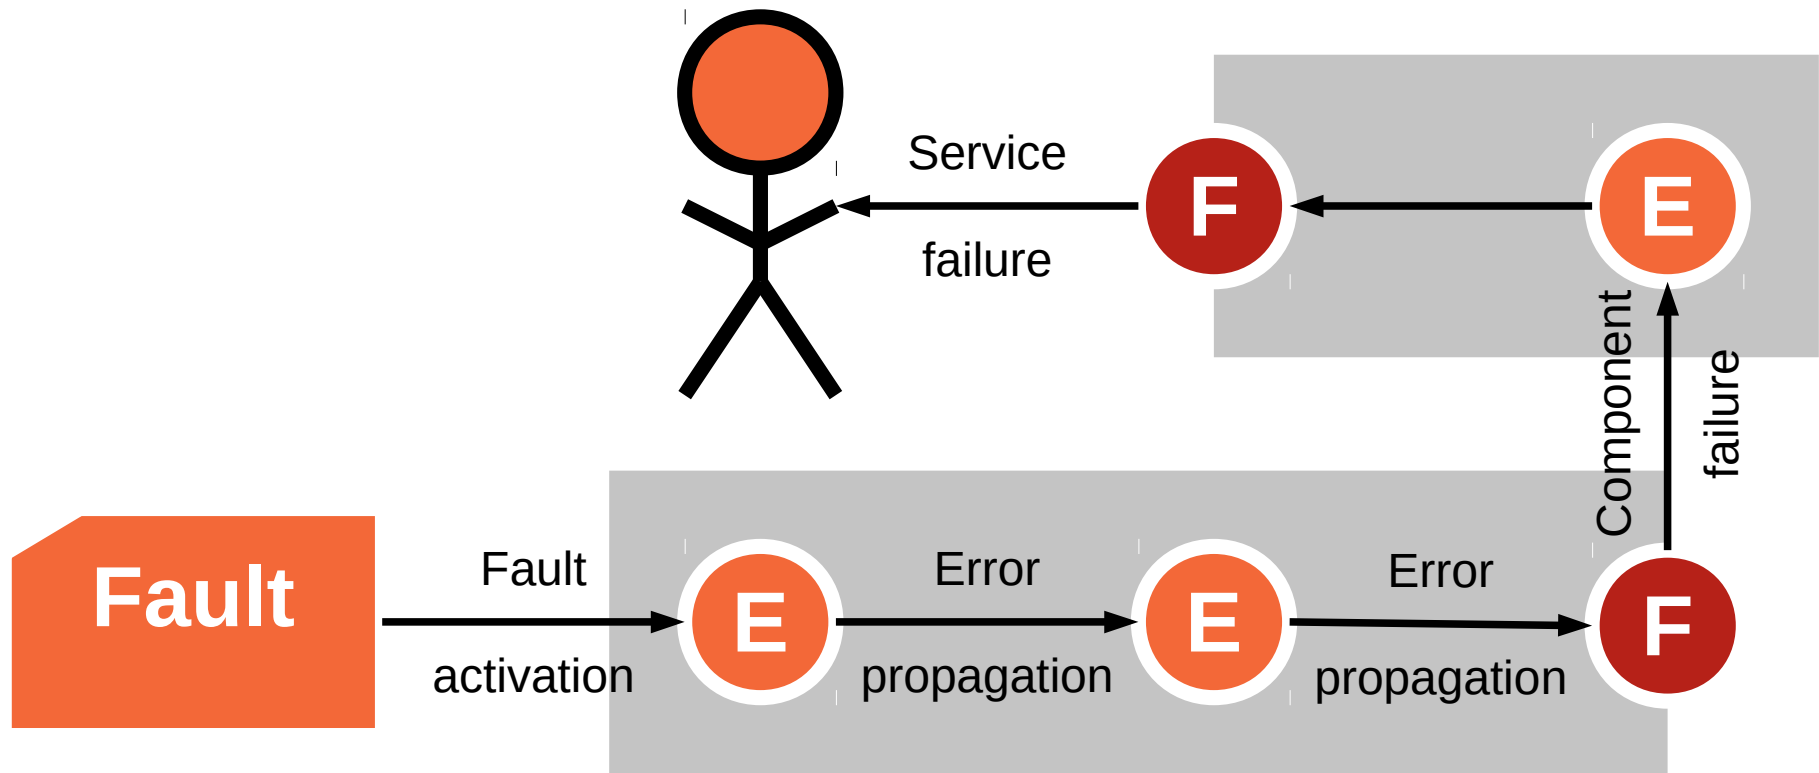 Service
failure
F
E
Component
failure
Fault
Fault
activation
E
Error
propagation
E
Error
propagation
F